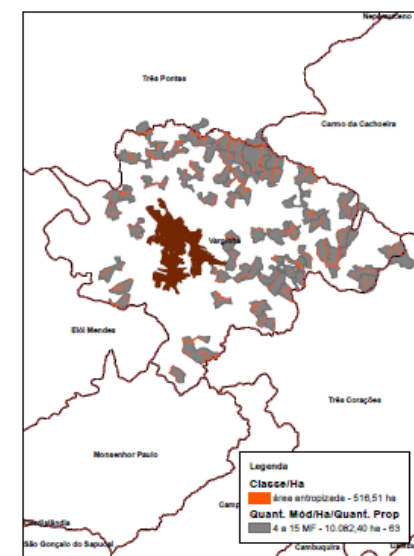 Nepomuceno
Três Pontas
Carmo da Cachoeira
Varginha
Elói Mendes
Três Corações
Monsenhor Paulo
Legenda
Classe/Ha
área antropizada - 516,51 ha
Quant. Mód/Ha/Quant. Prop
4 a 15 MF - 10.082,40 ha - 63
Camp
São Gonçalo do Sapucaí
Cambuquira